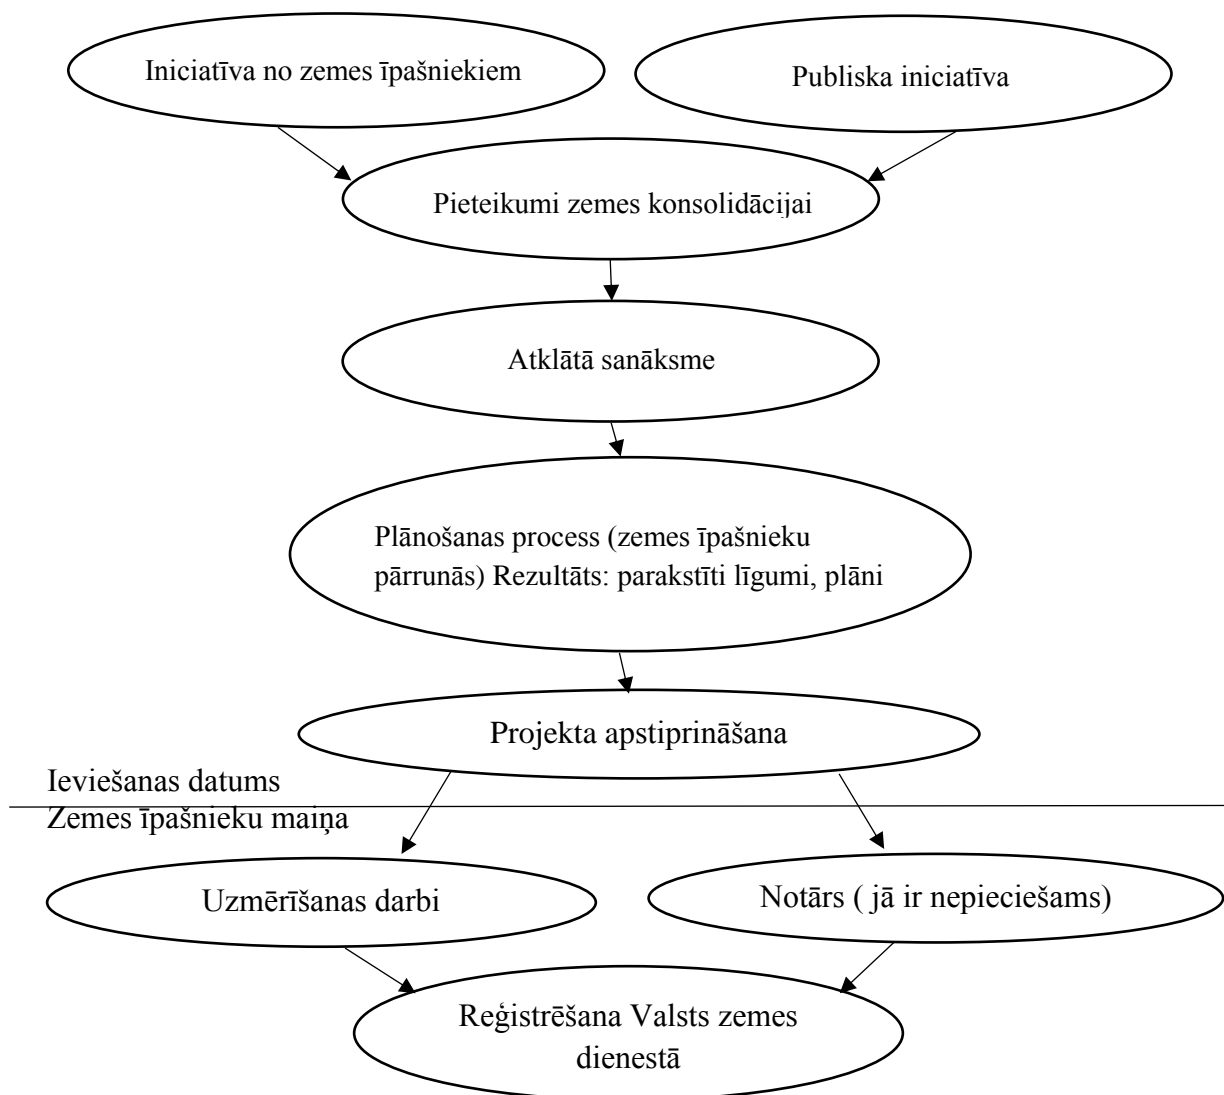 Iniciatīva no zemes īpašniekiem
Publiska iniciatīva
Pieteikumi zemes konsolidācijai
Atklātā sanāksme
Plānošanas process (zemes īpašnieku
pārrunās) Rezultāts: parakstīti līgumi, plāni
Projekta apstiprināšana
Ieviešanas datums
Zemes īpašnieku maiņa
Uzmērīšanas darbi
Notārs ( jā ir nepieciešams)
Reģistrēšana Valsts zemes
dienestā